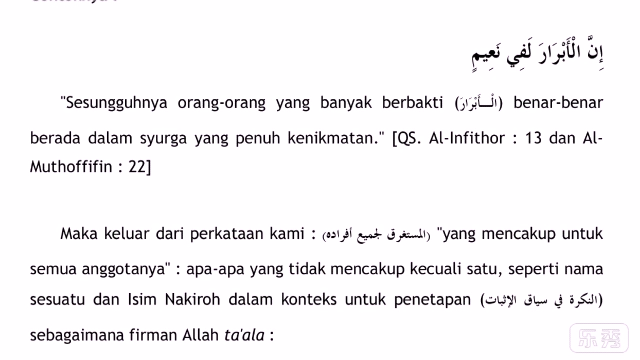 إِنَّ الْأَبْرَارَ لَفِي نَعِيمٍ
"Sesungguhnya orang-orang yang banyak berbakti (الْـــأَبْرَارَ) benar-benar
berada dalam syurga yang penuh kenikmatan." [QS. Al-Infithor : 13 dan Al-
Muthoffifin : 22]
Maka keluar dari perkataan kami : (المستغرق لجميع أفراده) "yang mencakup untuk
semua anggotanya" : apa-apa yang tidak mencakup kecuali satu, seperti nama
sesuatu dan Isim Nakiroh dalam konteks untuk penetapan (النكرة في سياق الإثبات)
sebagaimana firman Allah ta'ala :
乐秀